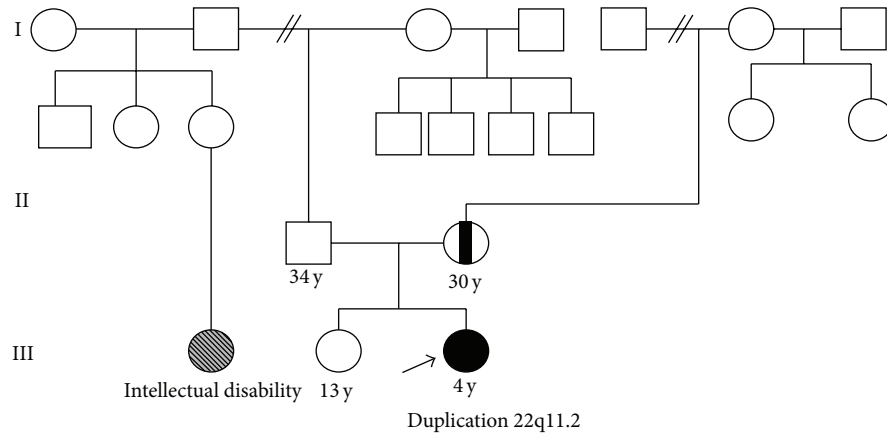 I
II
34 y
30 y
III
Intellectual disability
13 y
4 y
Duplication 22q11.2